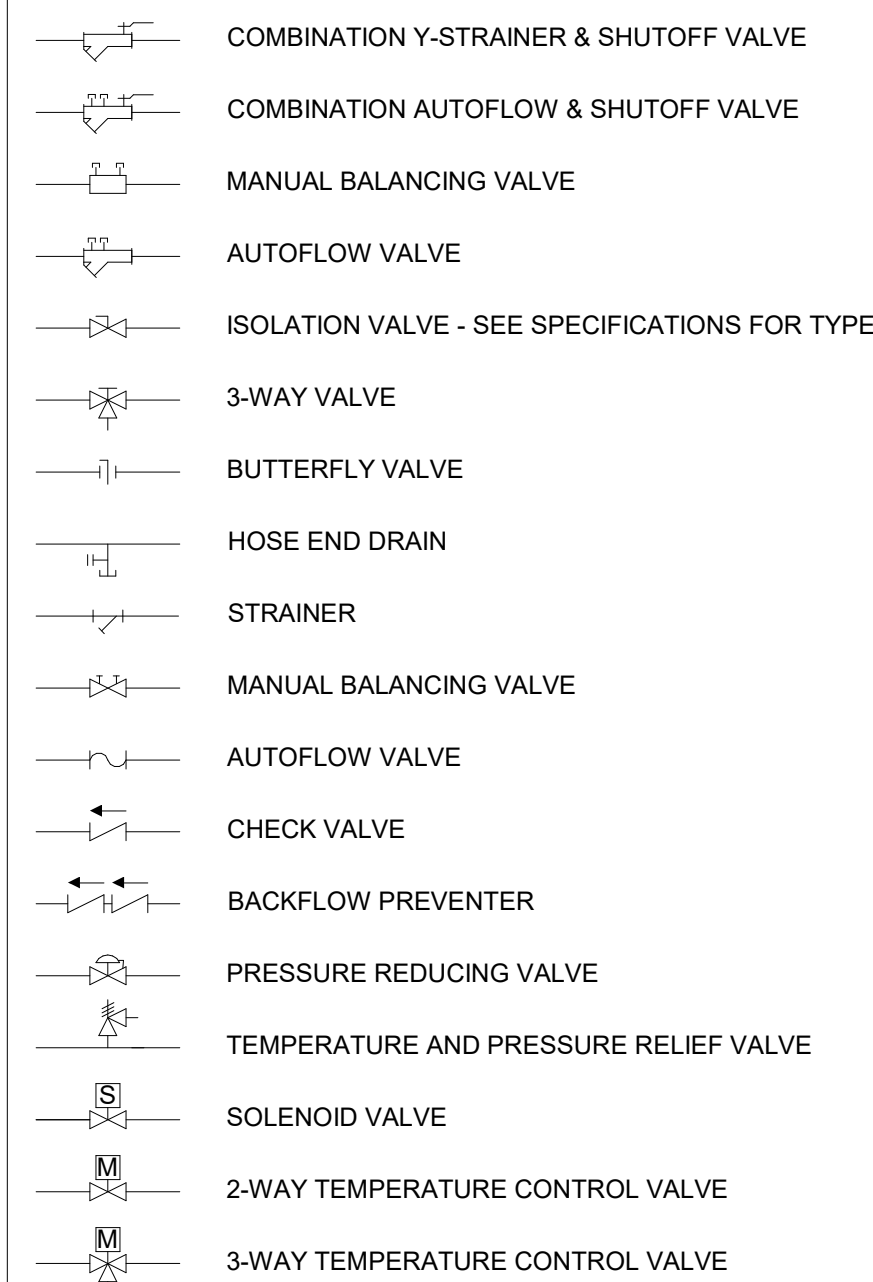 COMBINATION Y-STRAINER & SHUTOFF VALVE
COMBINATION AUTOFLOW & SHUTOFF VALVE
MANUAL BALANCING VALVE
AUTOFLOW VALVE
ISOLATION VALVE - SEE SPECIFICATIONS FOR TYPE
3-WAY VALVE
BUTTERFLY VALVE
HOSE END DRAIN
STRAINER
MANUAL BALANCING VALVE
AUTOFLOW VALVE
CHECK VALVE
BACKFLOW PREVENTER
PRESSURE REDUCING VALVE
TEMPERATURE AND PRESSURE RELIEF VALVE
S SOLENOID VALVE
M 2-WAY TEMPERATURE CONTROL VALVE
M 3-WAY TEMPERATURE CONTROL VALVE